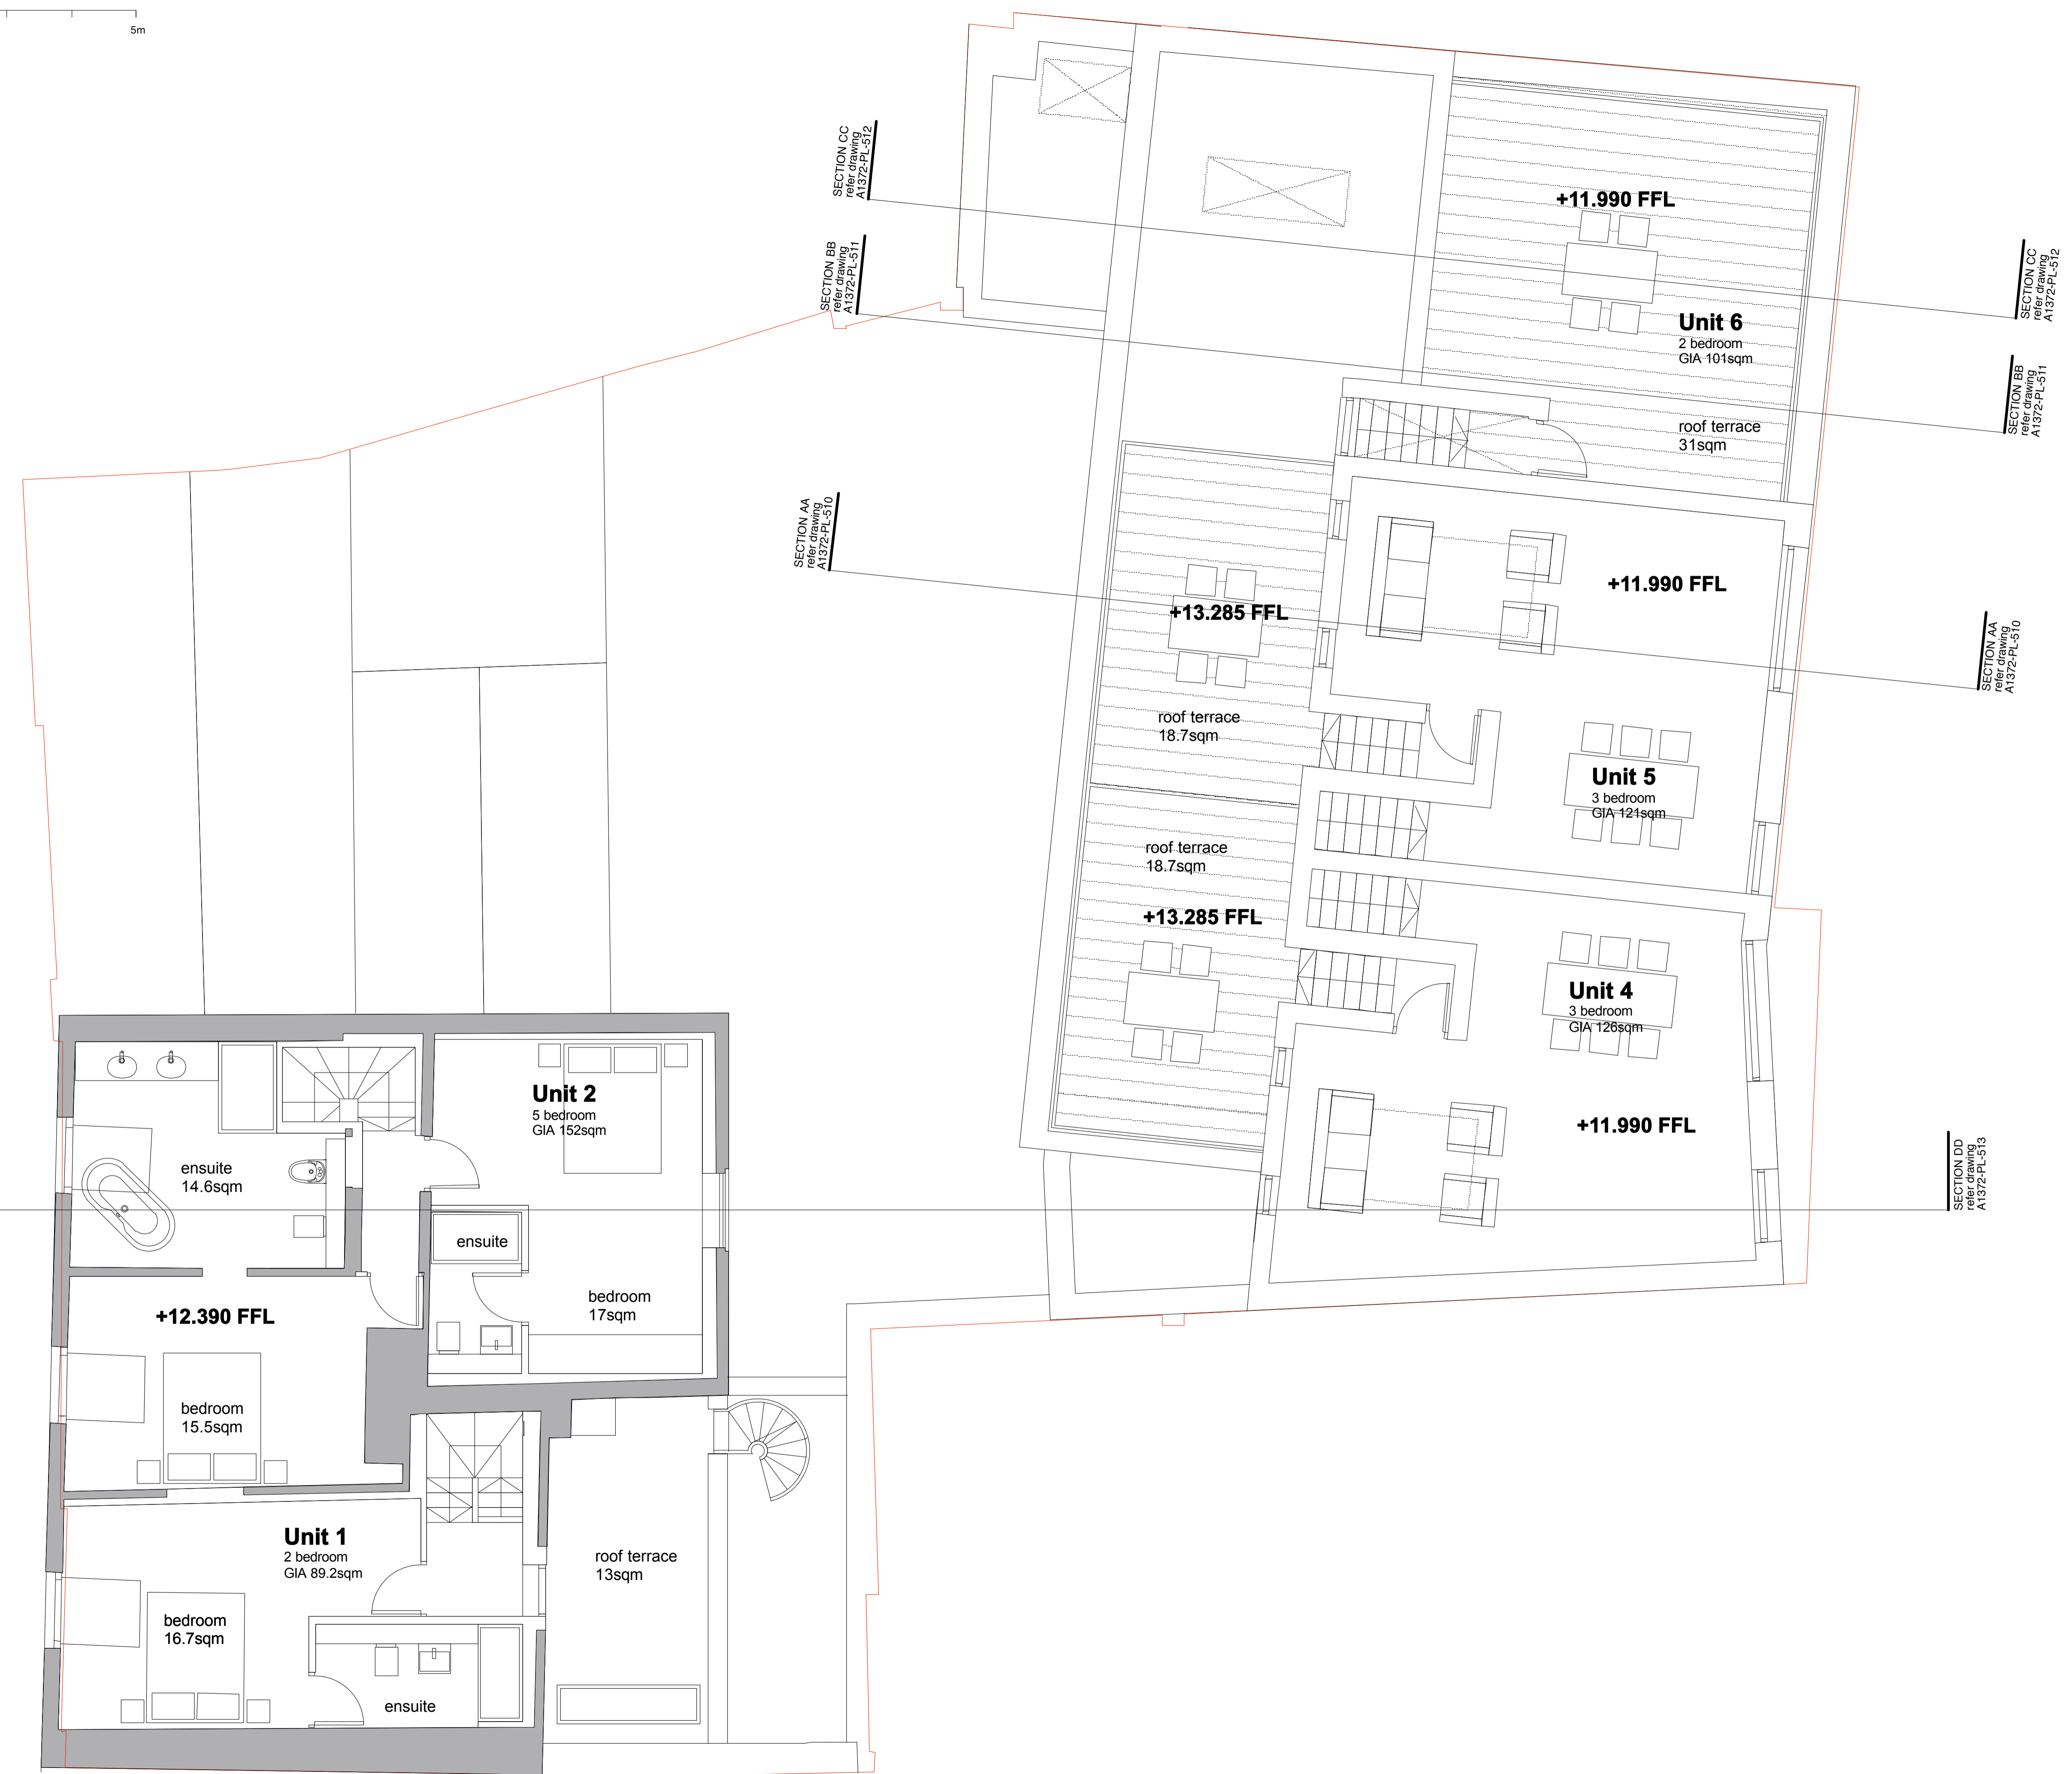 5m
SECTION CC
refer drawing
A1372-PL-512
SECTION BB
refer drawing
A1372-PL-511
SECTION AA
refer drawing
A1372-PL-510
+11.990 FFL
Unit 6
2 bedroom
GIA 101sqm
roof terrace
31sqm
SECTION CC
refer drawing
A1372-PL-512
SECTION BB
refer drawing
A1372-PL-511
SECTION AA
refer drawing
A1372-PL-510
+11.990 FFL
+13.285 FFL
roof terrace
18.7sqm
Unit 5
3 bedroom
GIA 121sqm
roof terrace
18.7sqm
+13.285 FFL
Unit 4
3 bedroom
GIA 126sqm
+11.990 FFL
SECTION DD
refer drawing
A1372-PL-513
Unit 2
5 bedroom
GIA 152sqm
ensuite
14.6sqm
ensuite
bedroom
17sqm
+12.390 FFL
bedroom
15.5sqm
Unit 1
2 bedroom
GIA 89.2sqm
roof terrace
13sqm
bedroom
16.7sqm
ensuite